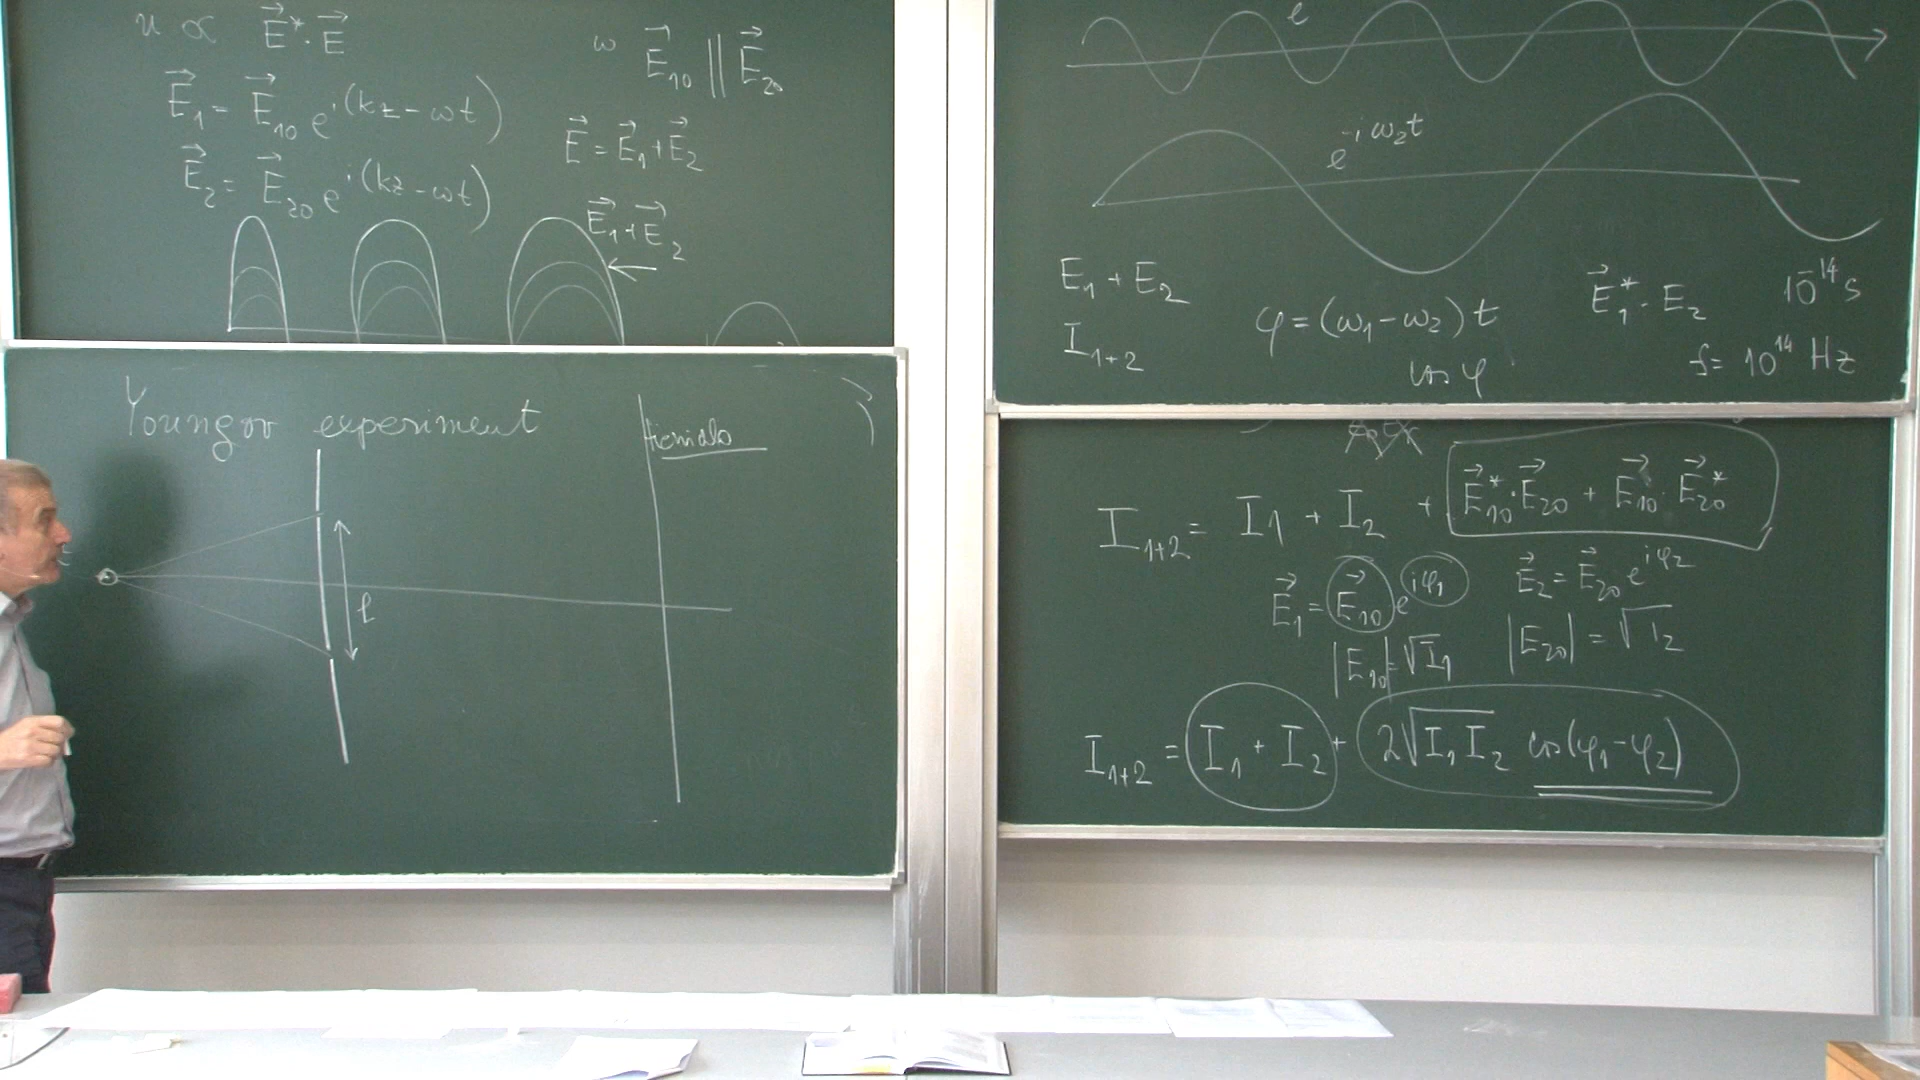 u ∝ E⃗*·E⃗
ω E⃗₁₀ ∥ E⃗₂₀
E⃗₁ = E⃗₁₀ e^{i(kz-ωt)}
E⃗ = E⃗₁ + E⃗₂
E⃗₂ = E⃗₂₀ e^{i(kz-ωt)}
E⃗₁ + E⃗₂
Youngov experiment
tienidlo
l
e
e^{-iω₂t}
E₁ + E₂
I₁₊₂
φ = (ω₁-ω₂)t
cos φ
E⃗₁*·E₂
10^{-14} s
f = 10^{14} Hz
I₁₊₂ = I₁ + I₂ + E⃗₁₀*·E⃗₂₀ + E⃗₁₀·E⃗₂₀*
E⃗₁ = E⃗₁₀ e^{iφ₁}
E⃗₂ = E⃗₂₀ e^{iφ₂}
|E₁₀| = √I₁
|E₂₀| = √I₂
I₁₊₂ = I₁ + I₂ + 2√I₁I₂ cos(φ₁-φ₂)